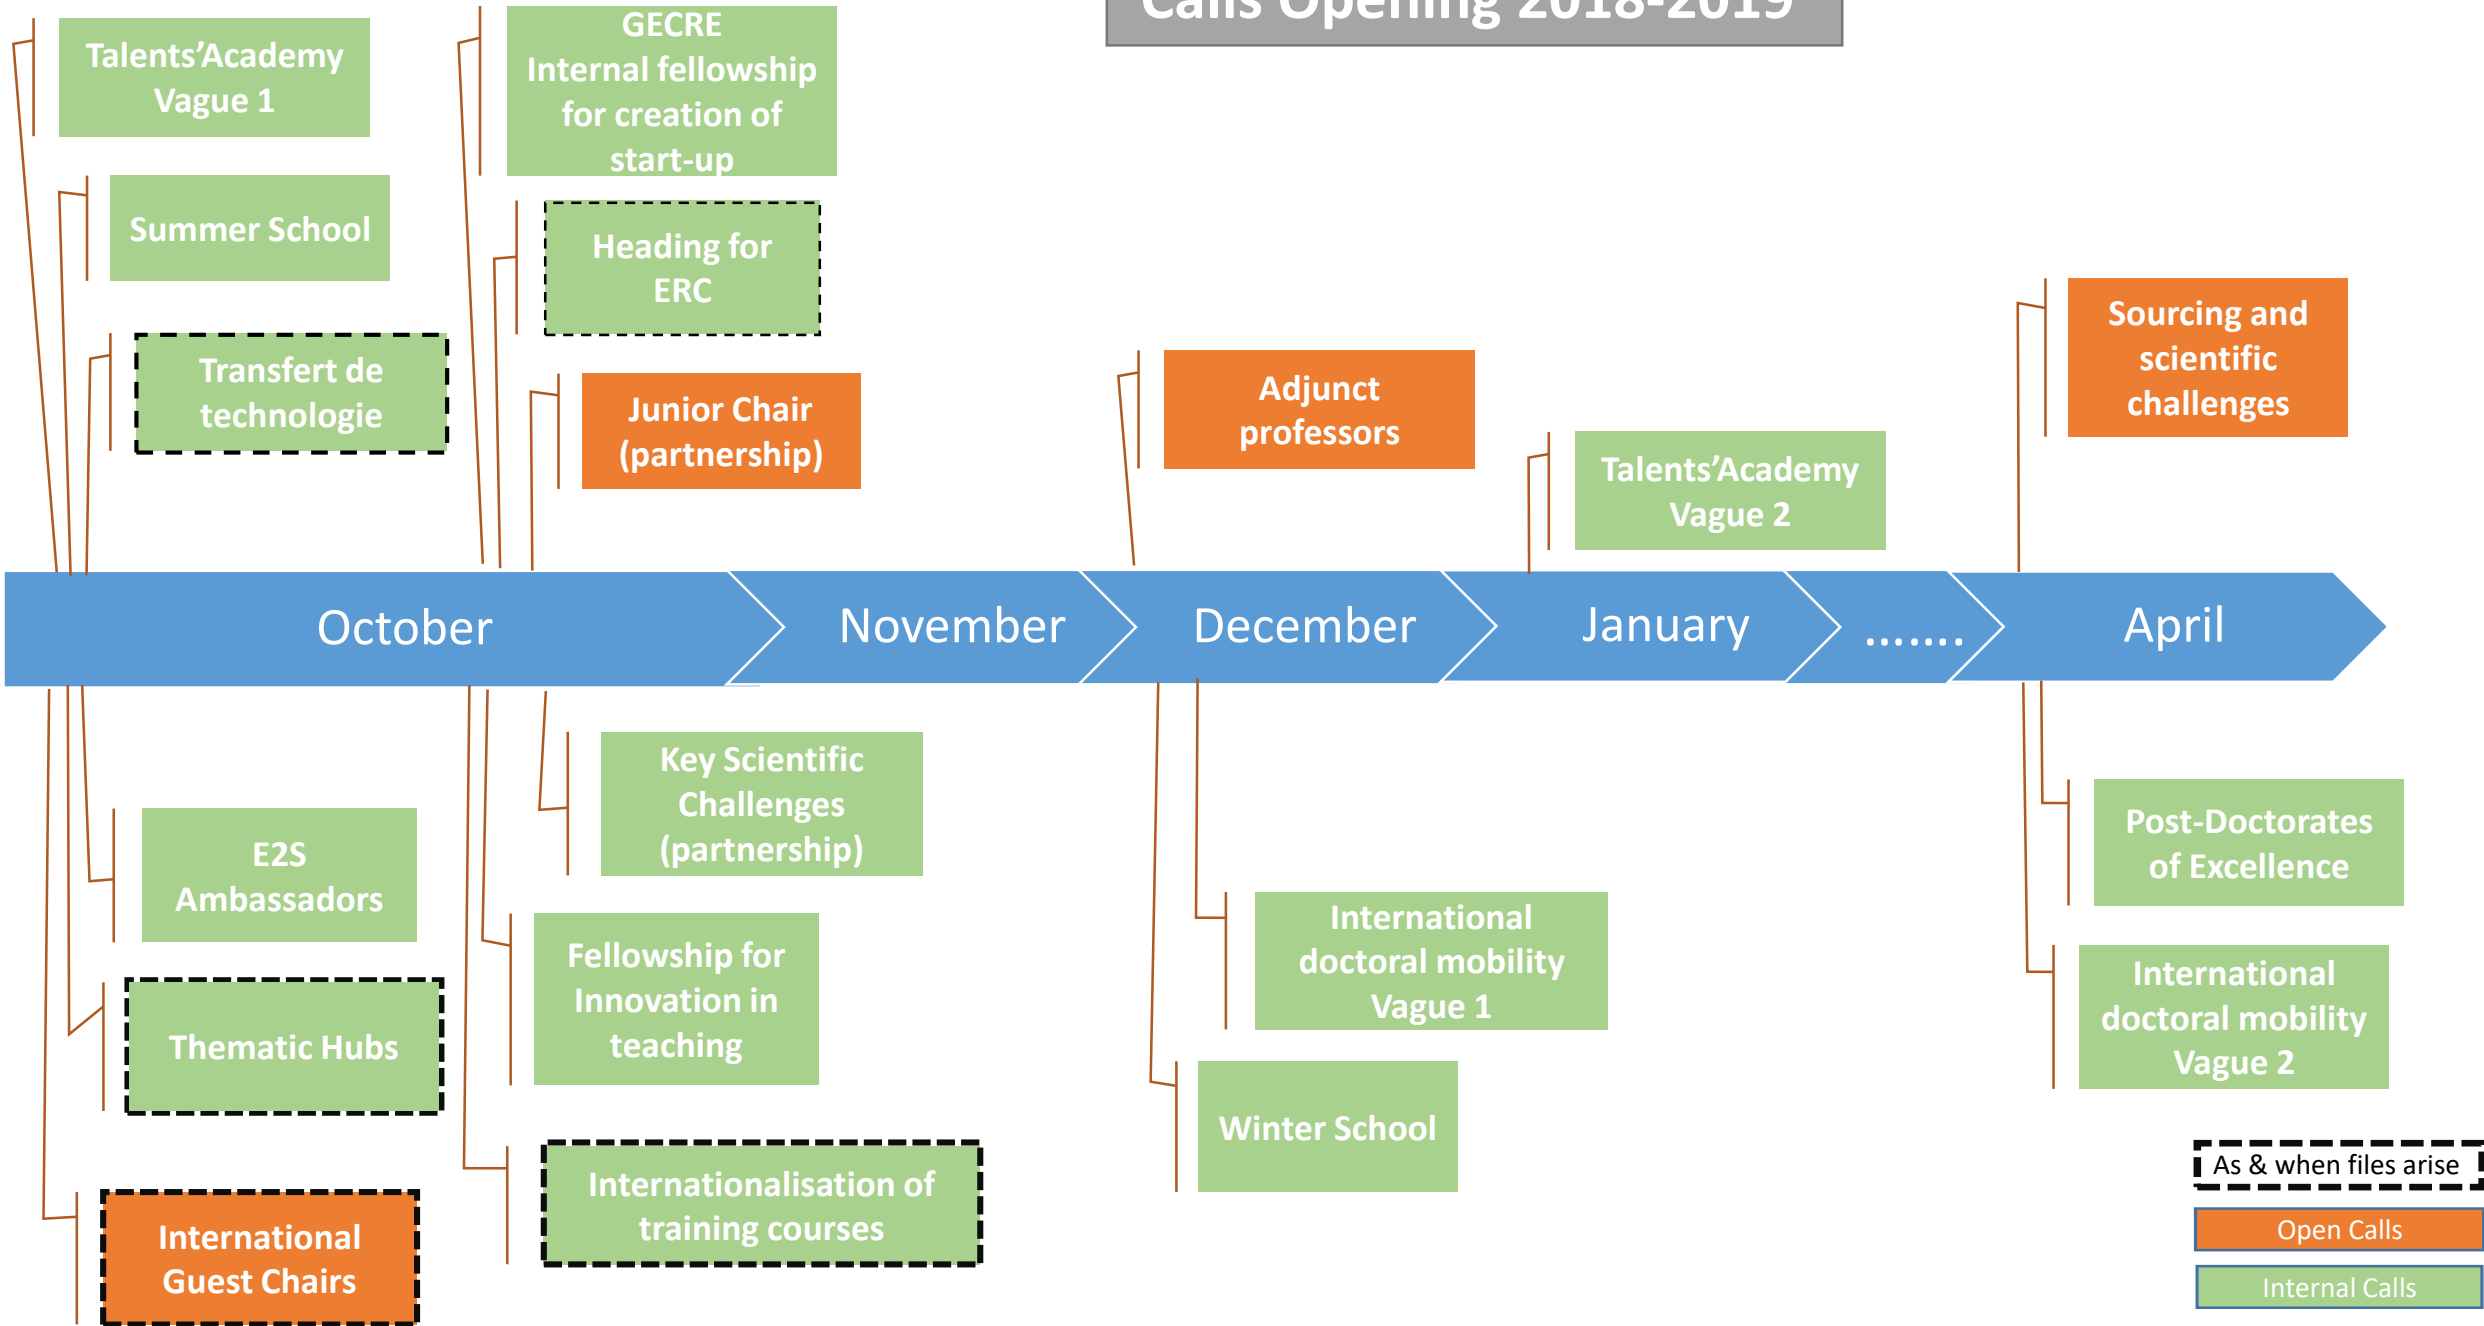 Calls Opening 2018-2019
Talents'Academy
Vague 1
Summer School
Transfert de
technologie
GECRE
Internal fellowship
for creation of
start-up
Heading for
ERC
Junior Chair
(partnership)
Adjunct
professors
Talents'Academy
Vague 2
Sourcing and
scientific
challenges
October
November
December
January
.......
April
E2S
Ambassadors
Thematic Hubs
International
Guest Chairs
Key Scientific
Challenges
(partnership)
Fellowship for
Innovation in
teaching
Internationalisation of
training courses
International
doctoral mobility
Vague 1
Winter School
Post-Doctorates
of Excellence
International
doctoral mobility
Vague 2
As & when files arise
Open Calls
Internal Calls